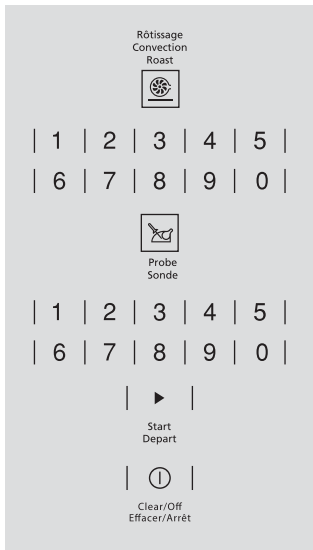 Rôtissage
Convection
Roast
1 2 3 4 5
6 7 8 9 0
Probe
Sonde
1 2 3 4 5
6 7 8 9 0
Start
Depart
Clear/Off
Effacer/Arrêt